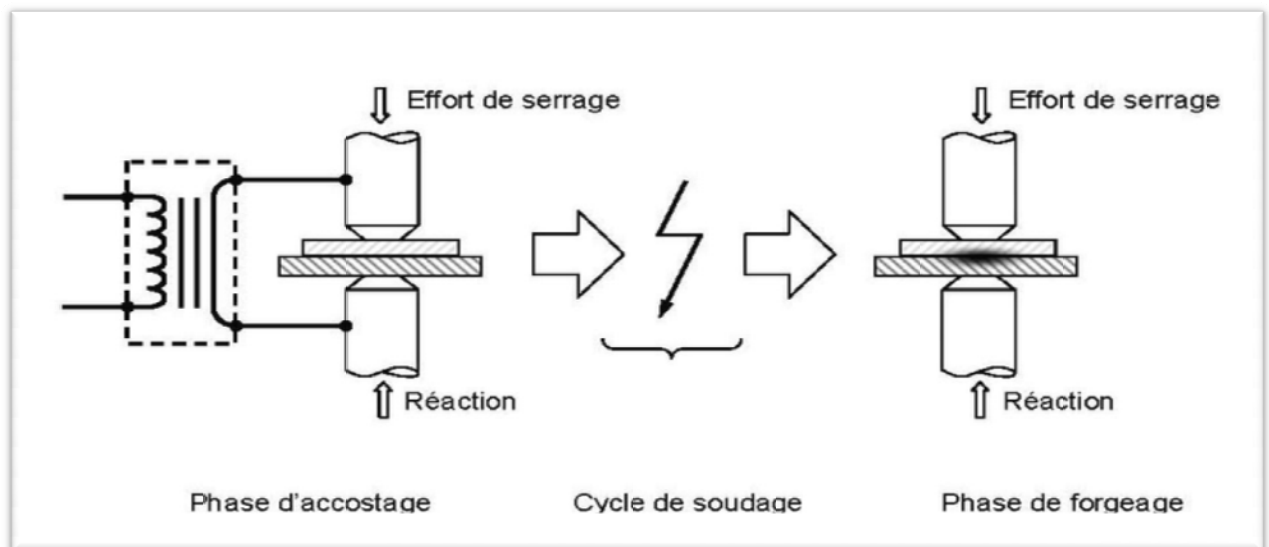 Effort de serrage
Effort de serrage
Réaction
Réaction
Phase d'accostage
Cycle de soudage
Phase de forgeage